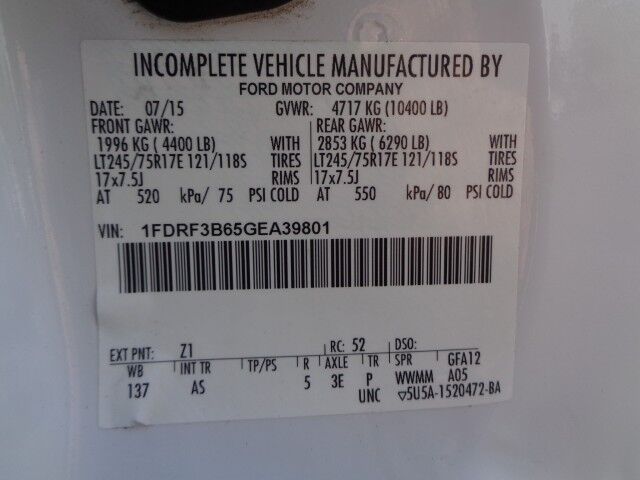 INCOMPLETE VEHICLE MANUFACTURED BY
FORD MOTOR COMPANY
DATE: 07/15 GVWR: 4717 KG (10400 LB)
FRONT GAWR: REAR GAWR:
1996 KG ( 4400 LB) WITH 2853 KG ( 6290 LB) WITH
LT245/75R17E 121/118S TIRES LT245/75R17E 121/118S TIRES
17x7.5J RIMS 17x7.5J RIMS
AT 520 kPa/ 75 PSI COLD AT 550 kPa/ 80 PSI COLD
VIN: 1FDRF3B65GEA39801
EXT PNT: Z1 RC: 52 DSO:
WB INT TR TP/PS R AXLE TR SPR GFA12
137 AS 5 3E P WWMM A05
UNC ▽5U5A-1520472-BA